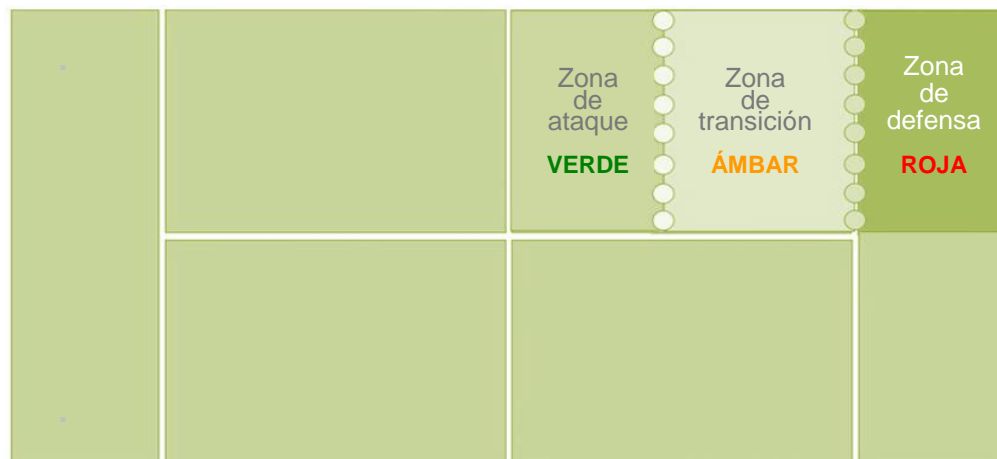 Zona
de
ataque
VERDE
Zona
de
transición
ÁMBAR
Zona
de
defensa
ROJA